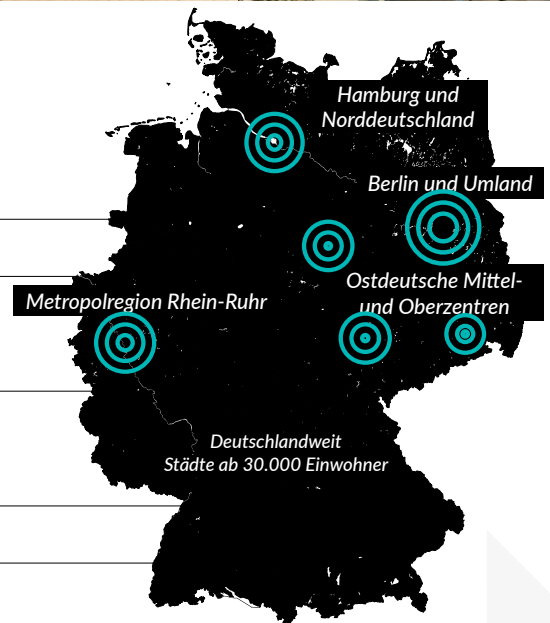 Hamburg und
Norddeutschland
Berlin und Umland
Ostdeutsche Mittel-
und Oberzentren
Metropolregion Rhein-Ruhr
Deutschlandweit
Städte ab 30.000 Einwohner